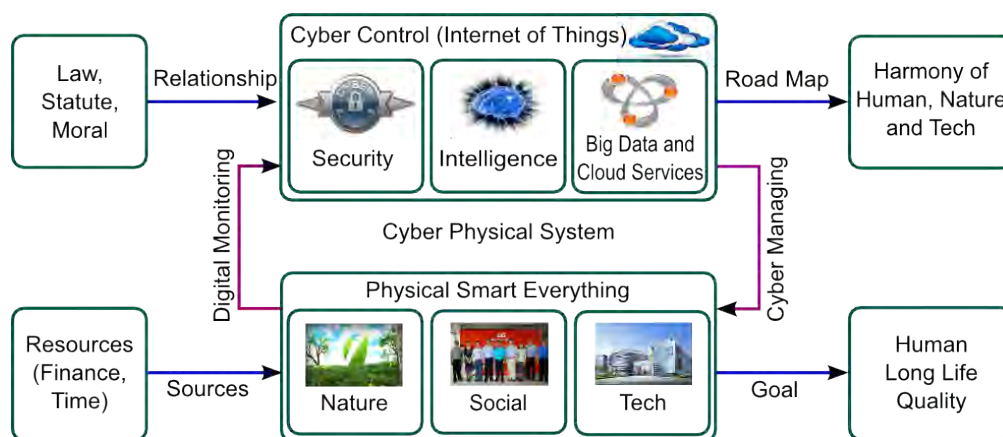 Law,
Statute,
Moral
Relationship
Cyber Control (Internet of Things)
Security
Intelligence
Big Data and
Cloud Services
Road Map
Harmony of
Human, Nature
and Tech
Digital Monitoring
Cyber Physical System
Cyber Managing
Resources
(Finance,
Time)
Sources
Physical Smart Everything
Nature
Social
Tech
Goal
Human
Long Life
Quality